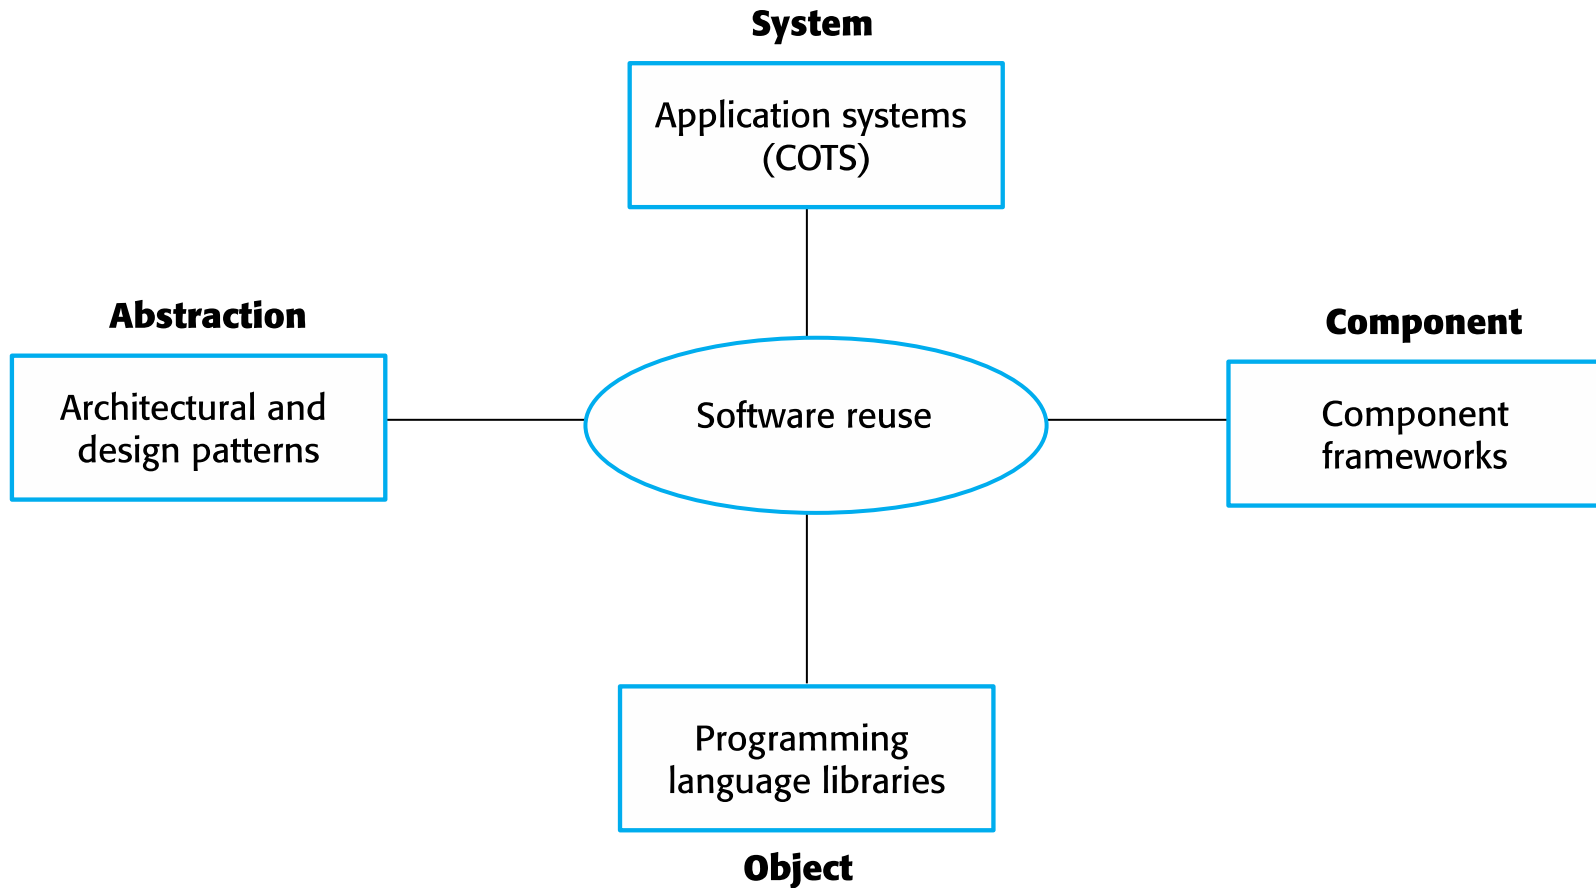 System
Application systems
(COTS)
Abstraction
Architectural and
design patterns
Software reuse
Component
Component
frameworks
Programming
language libraries
Object